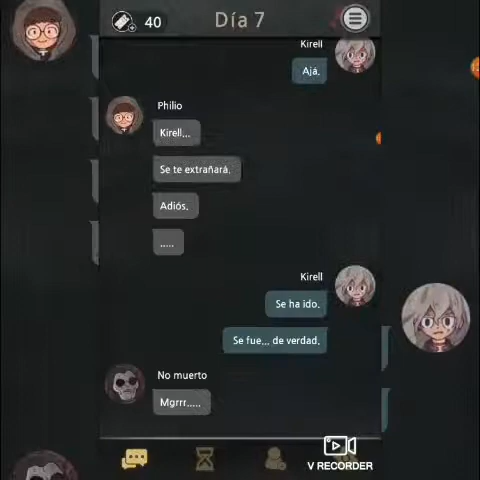 40
Día 7
Kirell
Ajá.
Philio
Kirell...
Se te extrañará.
Adiós.
.....
Kirell
Se ha ido.
Se fue... de verdad.
No muerto
Mgrrr.....
V RECORDER